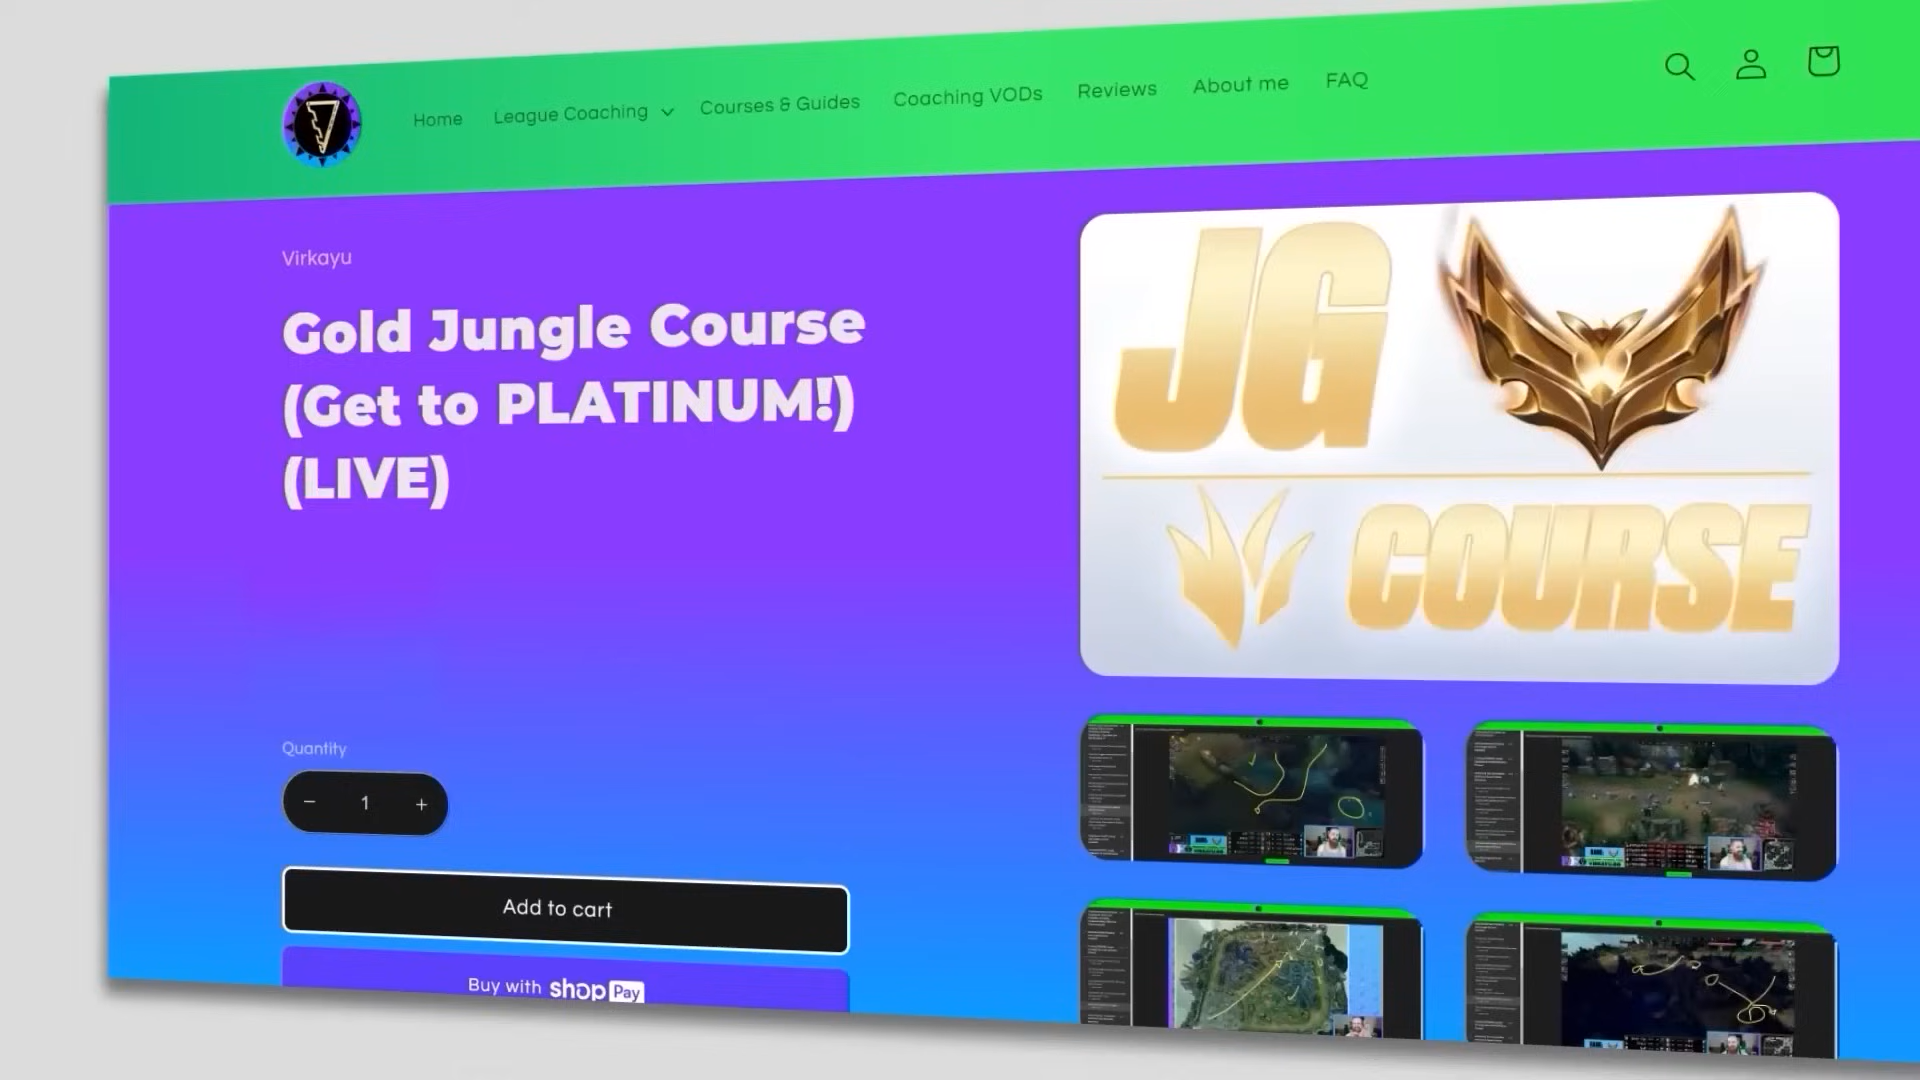 Home
League Coaching
Courses & Guides
Coaching VODs
Reviews
About me
FAQ
Virkayu
Gold Jungle Course
(Get to PLATINUM!)
(LIVE)
Quantity
− 1 +
Add to cart
Buy with shop Pay
JG
COURSE